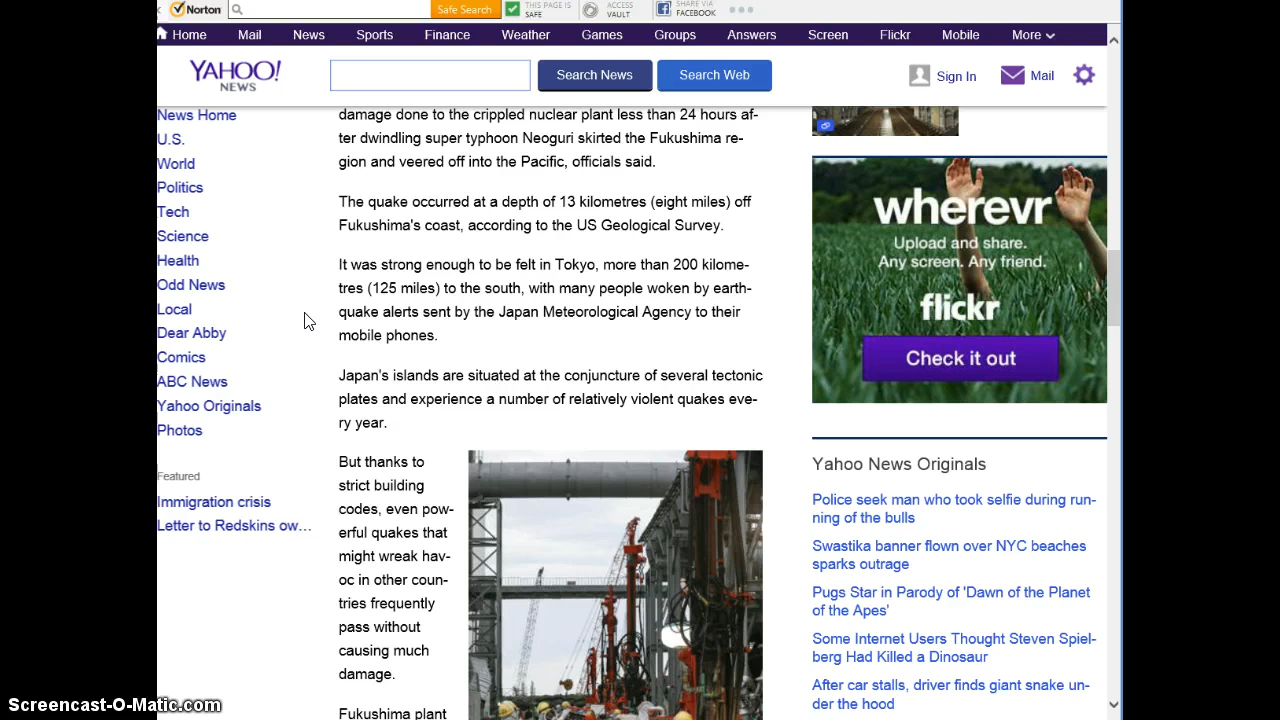 Norton
Safe Search
THIS PAGE IS
SAFE
ACCESS
VAULT
SHARE VIA
FACEBOOK
Home Mail News Sports Finance Weather Games Groups Answers Screen Flickr Mobile More
YAHOO!
NEWS
Search News
Search Web
Sign In
Mail
News Home
U.S.
World
Politics
Tech
Science
Health
Odd News
Local
Dear Abby
Comics
ABC News
Yahoo Originals
Photos
Featured
Immigration crisis
Letter to Redskins ow...
damage done to the crippled nuclear plant less than 24 hours af-
ter dwindling super typhoon Neoguri skirted the Fukushima re-
gion and veered off into the Pacific, officials said.
The quake occurred at a depth of 13 kilometres (eight miles) off
Fukushima's coast, according to the US Geological Survey.
It was strong enough to be felt in Tokyo, more than 200 kilome-
tres (125 miles) to the south, with many people woken by earth-
quake alerts sent by the Japan Meteorological Agency to their
mobile phones.
Japan's islands are situated at the conjuncture of several tectonic
plates and experience a number of relatively violent quakes eve-
ry year.
But thanks to
strict building
codes, even pow-
erful quakes that
might wreak hav-
oc in other coun-
tries frequently
pass without
causing much
damage.
Fukushima plant
wherevr
Upload and share.
Any screen. Any friend.
flickr
Check it out
Yahoo News Originals
Police seek man who took selfie during run-
ning of the bulls
Swastika banner flown over NYC beaches
sparks outrage
Pugs Star in Parody of 'Dawn of the Planet
of the Apes'
Some Internet Users Thought Steven Spiel-
berg Had Killed a Dinosaur
After car stalls, driver finds giant snake un-
der the hood
Screencast-O-Matic.com